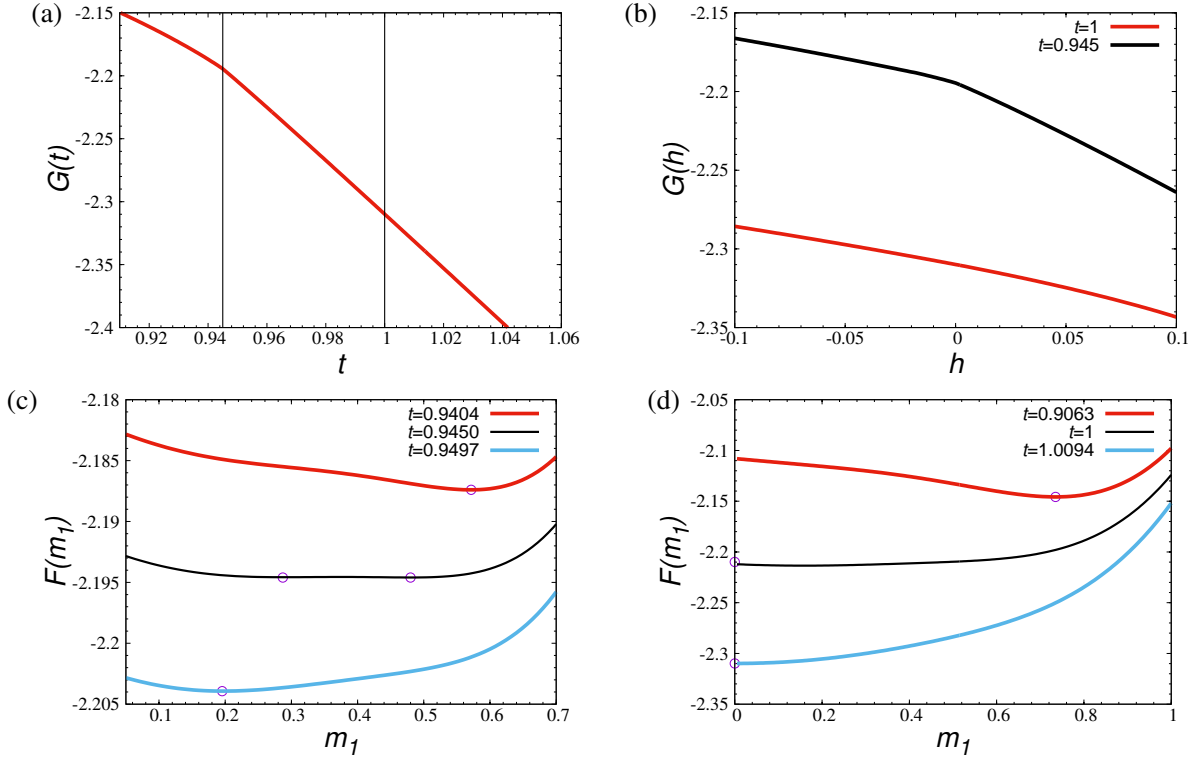 (a)
-2.15
-2.2
-2.25
-2.3
-2.35
-2.4
G(t)
0.92 0.94 0.96 0.98 1 1.02 1.04 1.06
t
(b)
-2.15
-2.2
-2.25
-2.3
-2.35
G(h)
t=1
t=0.945
-0.1 -0.05 0 0.05 0.1
h
(c)
-2.18
-2.185
-2.19
-2.195
-2.2
-2.205
F(m1)
t=0.9404
t=0.9450
t=0.9497
0.1 0.2 0.3 0.4 0.5 0.6 0.7
m1
(d)
-2.05
-2.1
-2.15
-2.2
-2.25
-2.3
-2.35
F(m1)
t=0.9063
t=1
t=1.0094
0 0.2 0.4 0.6 0.8 1
m1